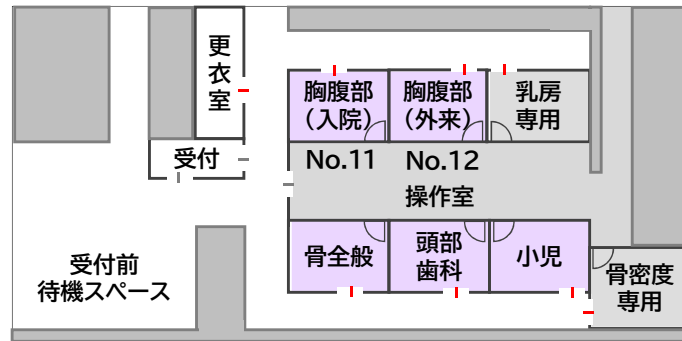 更
衣
室
胸腹部
（入院）
胸腹部
（外来）
乳房
専用
受付
No.11
No.12
操作室
受付前
待機スペース
骨全般
頭部
歯科
小児
骨密度
専用